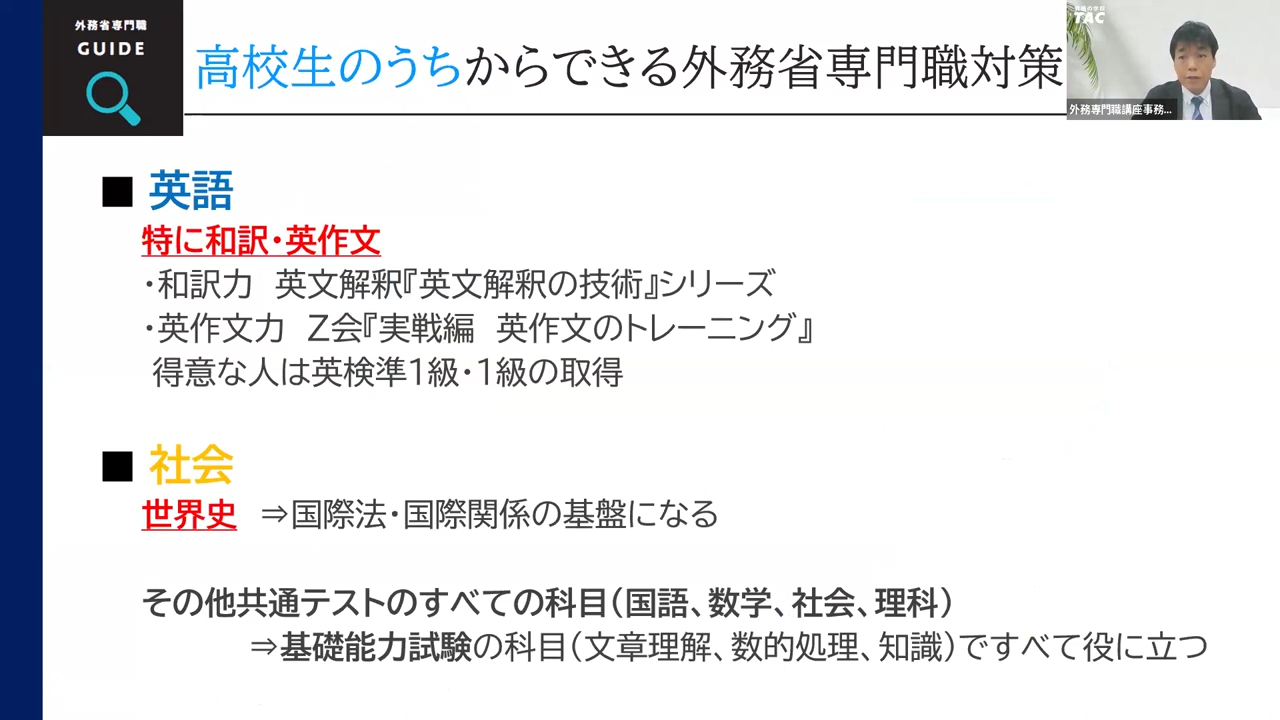 外務省専門職
GUIDE
高校生のうちからできる外務省専門職対策
資格の学校
TAC
外務専門職講座事務...
■ 英語
特に和訳・英作文
・和訳力　英文解釈『英文解釈の技術』シリーズ
・英作文力　Z会『実戦編　英作文のトレーニング』
得意な人は英検準1級・1級の取得
■ 社会
世界史　⇒国際法・国際関係の基盤になる
その他共通テストのすべての科目（国語、数学、社会、理科）
⇒基礎能力試験の科目（文章理解、数的処理、知識）ですべて役に立つ